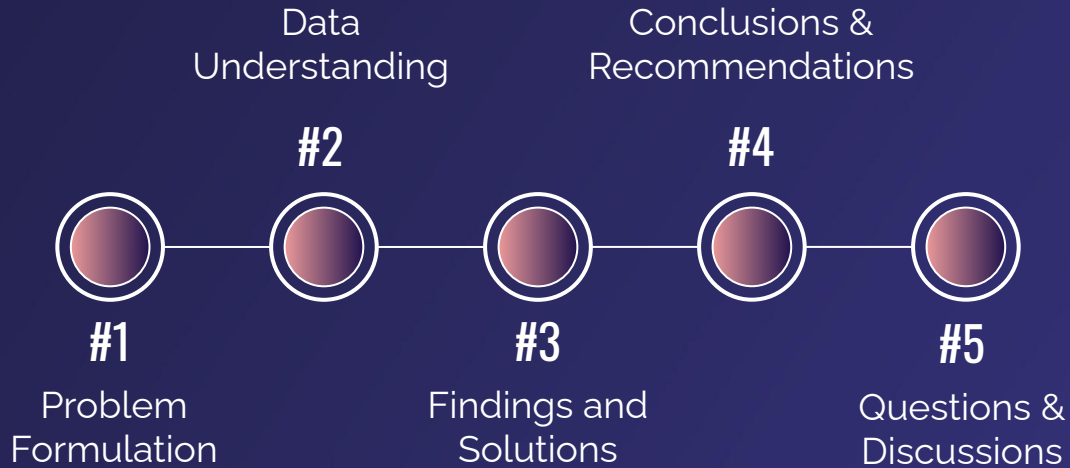 #1
Problem
Formulation
Data
Understanding
#2
#3
Findings and
Solutions
Conclusions &
Recommendations
#4
#5
Questions &
Discussions